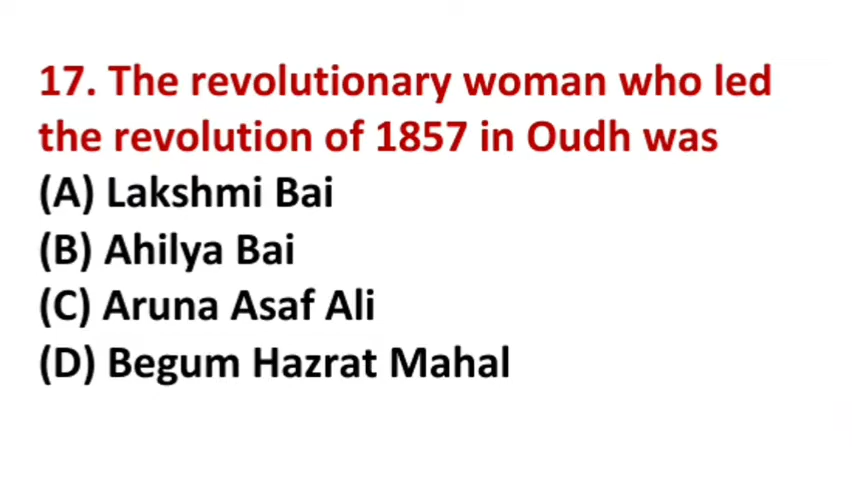 17. The revolutionary woman who led
the revolution of 1857 in Oudh was
(A) Lakshmi Bai
(B) Ahilya Bai
(C) Aruna Asaf Ali
(D) Begum Hazrat Mahal